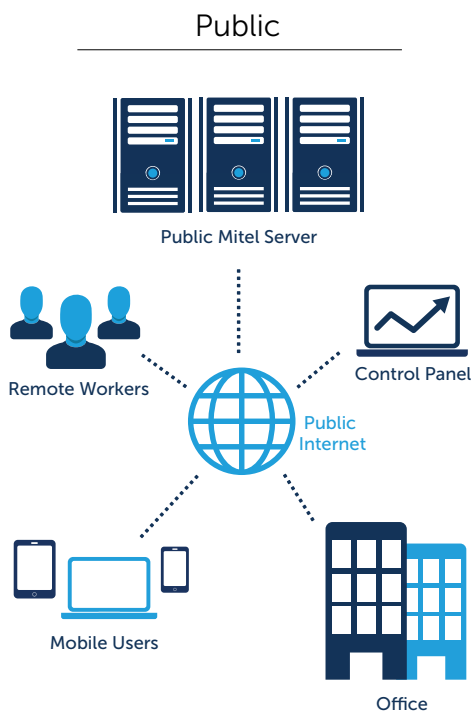 Public
Public Mitel Server
Remote Workers
Control Panel
Public
Internet
Mobile Users
Office